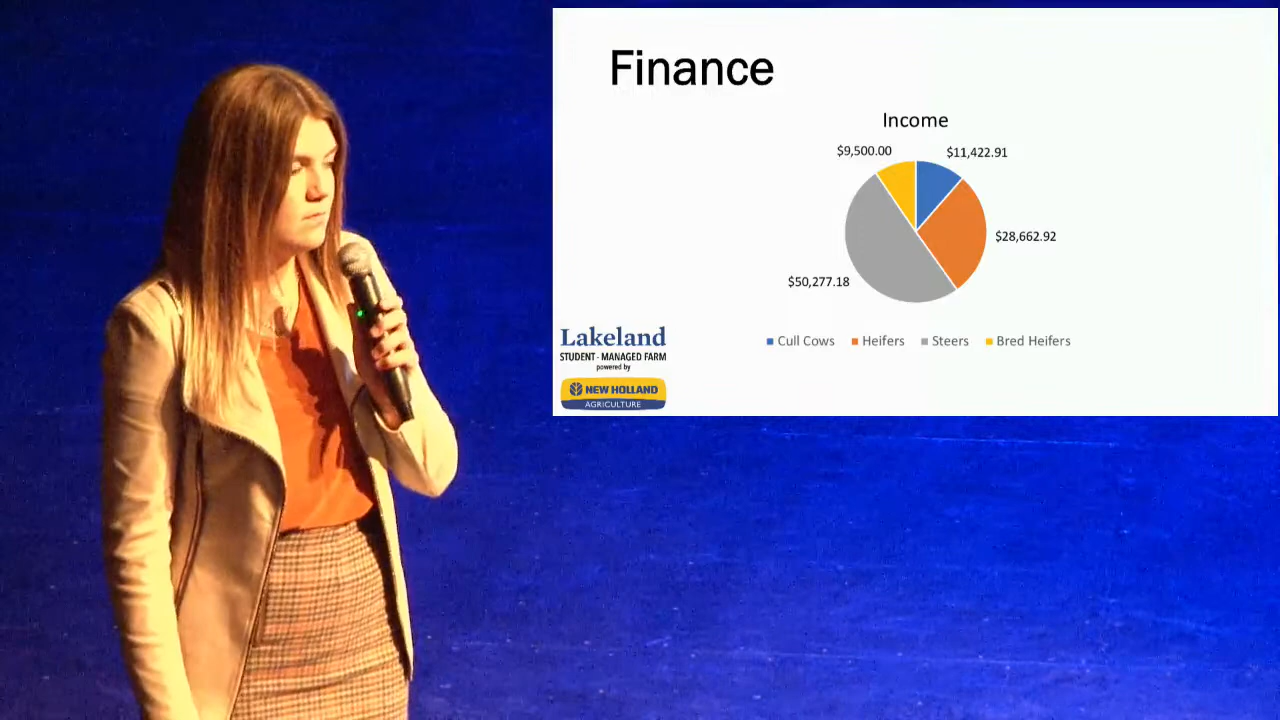 Finance
Income
$9,500.00
$11,422.91
$28,662.92
$50,277.18
Cull Cows Heifers Steers Bred Heifers
Lakeland
STUDENT - MANAGED FARM
powered by
NEW HOLLAND
AGRICULTURE